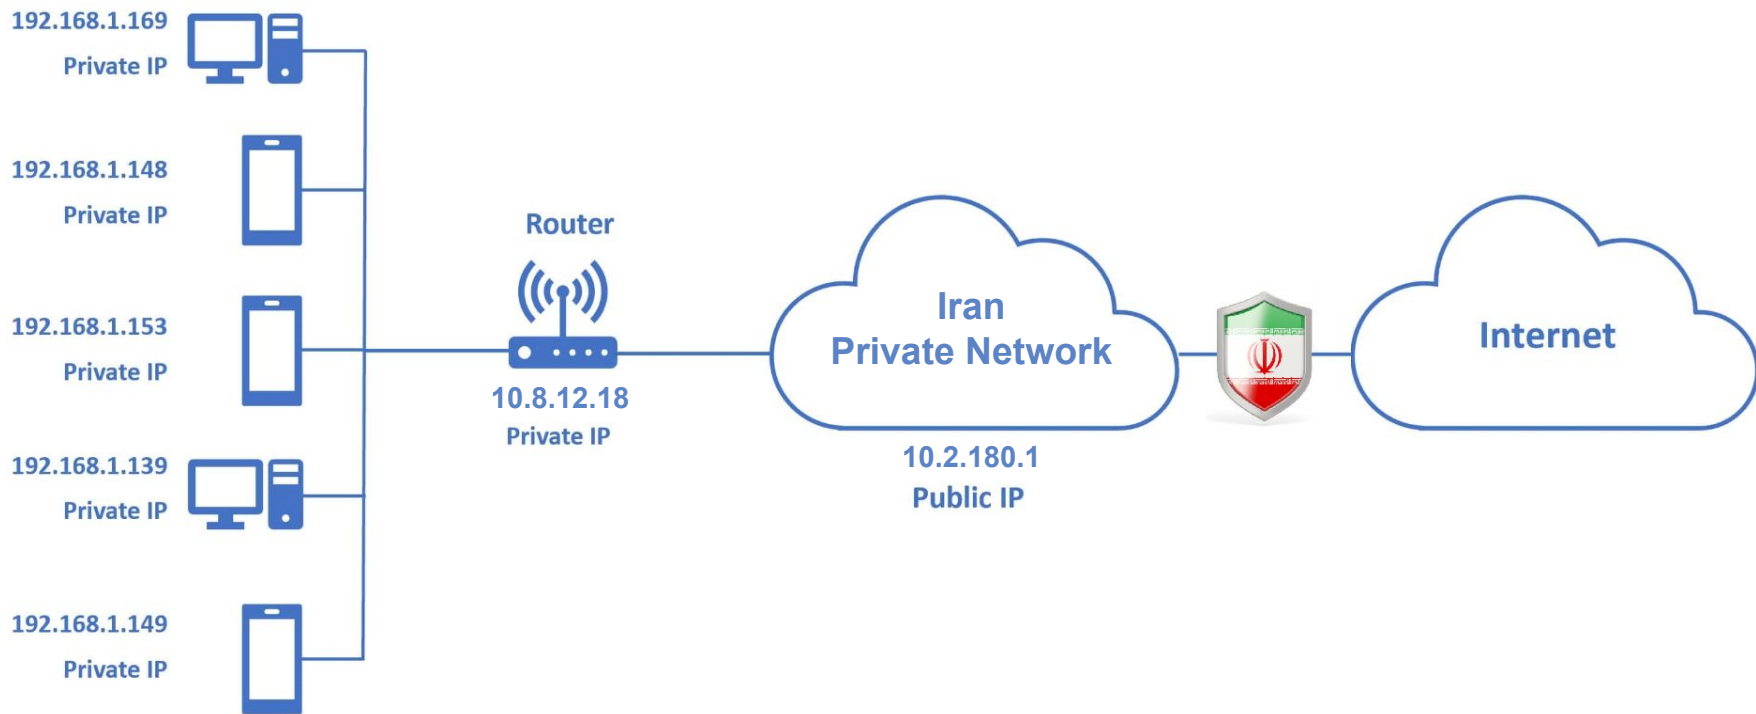 192.168.1.169
Private IP
192.168.1.148
Private IP
192.168.1.153
Private IP
192.168.1.139
Private IP
192.168.1.149
Private IP
Router
10.8.12.18
Private IP
Iran
Private Network
10.2.180.1
Public IP
Internet